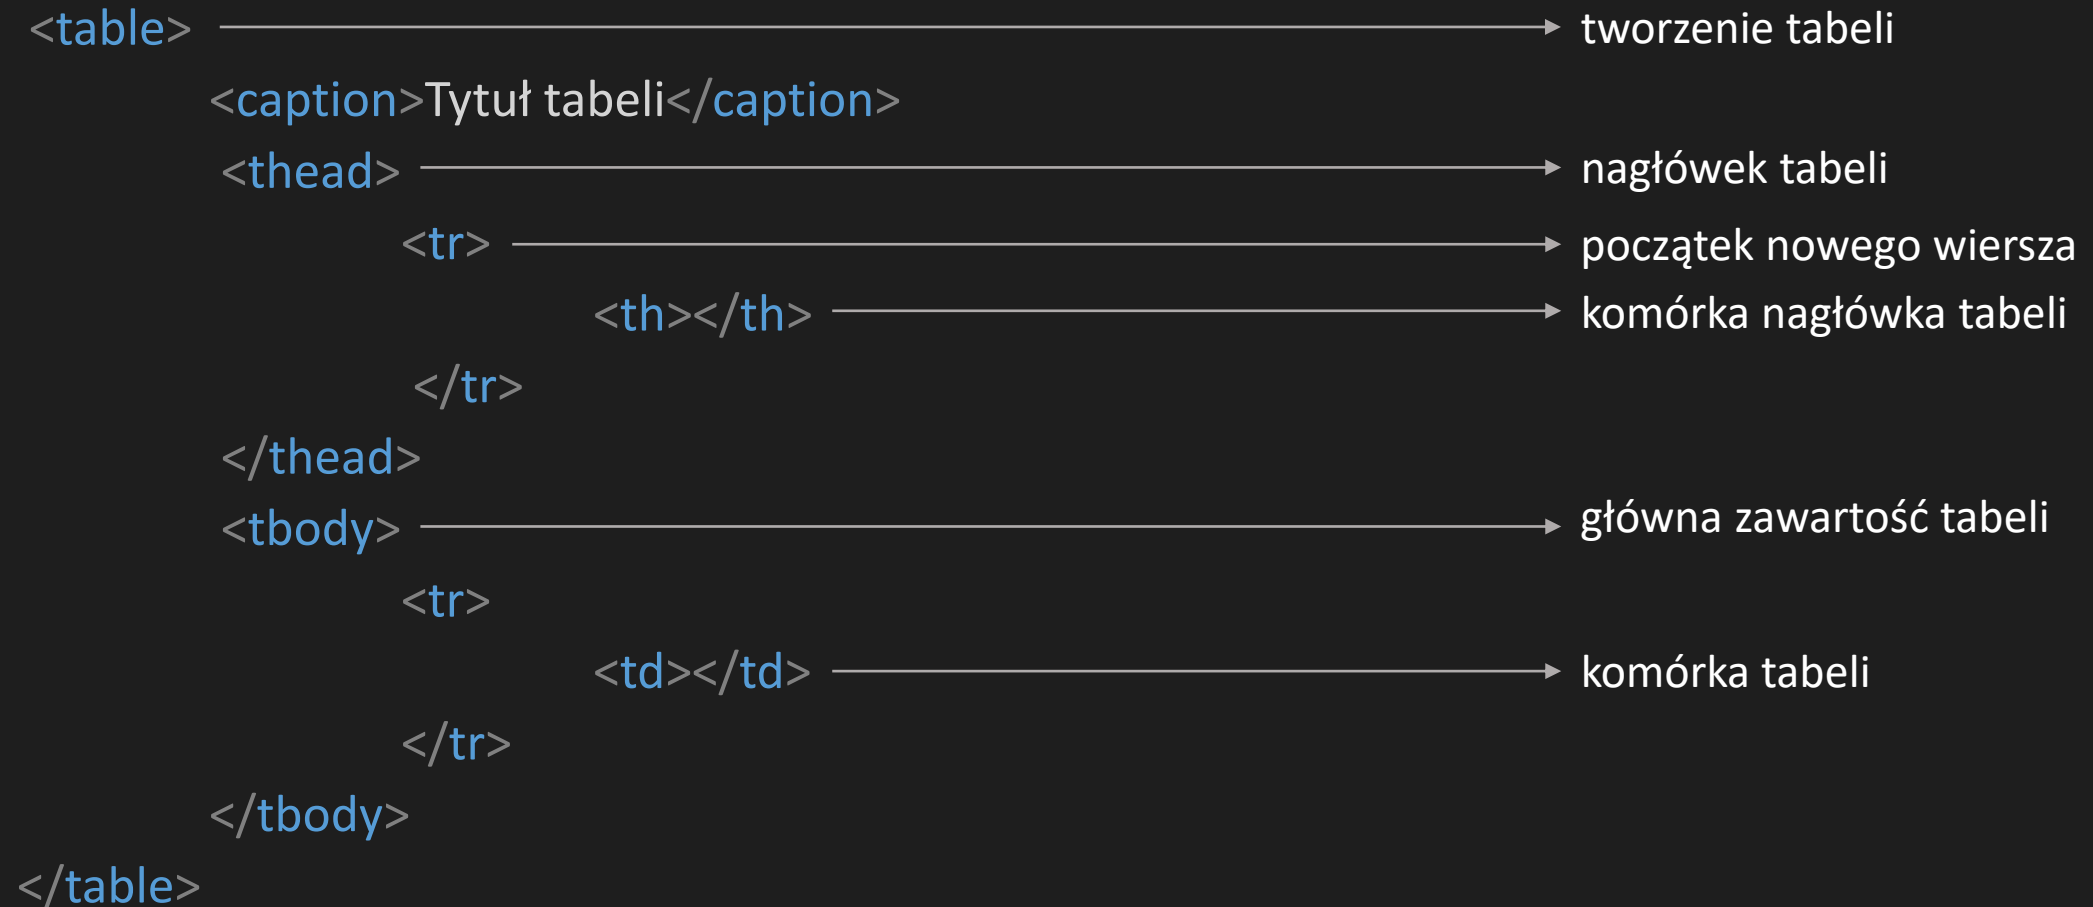 <table> tworzenie tabeli
<caption>Tytuł tabeli</caption>
<thead> nagłówek tabeli
<tr> początek nowego wiersza
<th></th> komórka nagłówka tabeli
</tr>
</thead>
<tbody> główna zawartość tabeli
<tr>
<td></td> komórka tabeli
</tr>
</tbody>
</table>